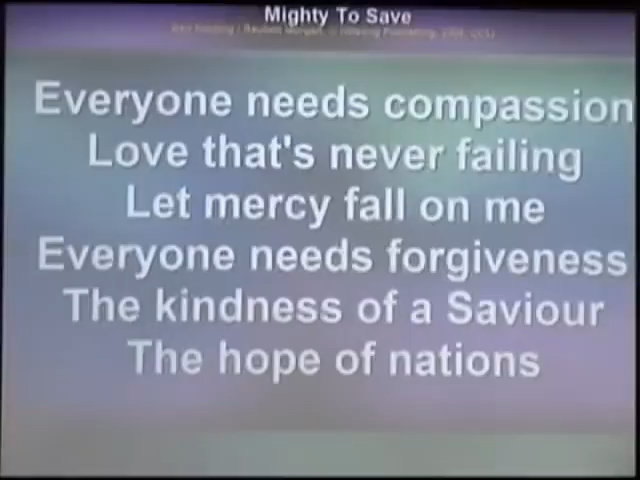 Mighty To Save
Everyone needs compassion
Love that's never failing
Let mercy fall on me
Everyone needs forgiveness
The kindness of a Saviour
The hope of nations